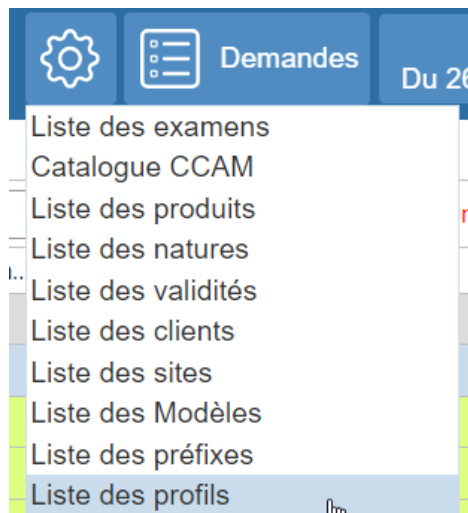 Demandes
Du 26
Liste des examens
Catalogue CCAM
Liste des produits
Liste des natures
Liste des validités
Liste des clients
Liste des sites
Liste des Modèles
Liste des préfixes
Liste des profils